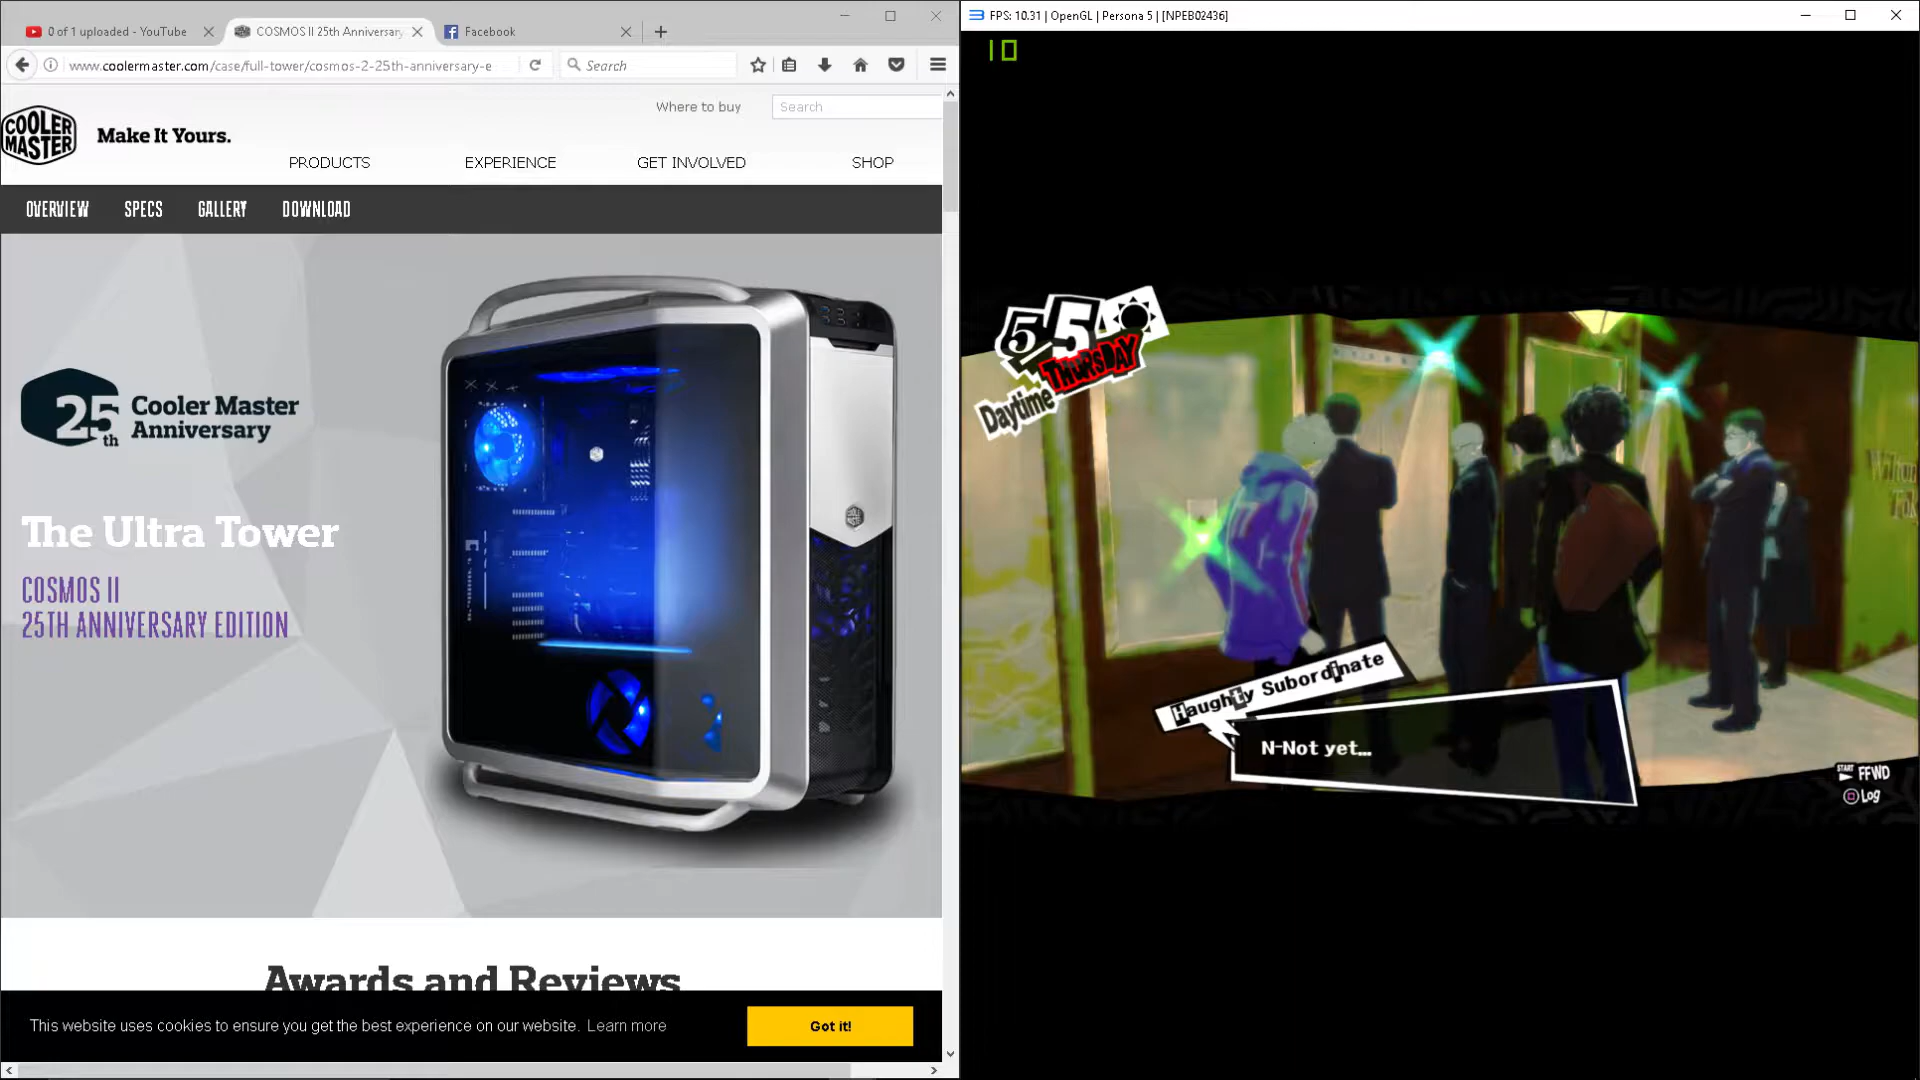 0 of 1 uploaded - YouTube
COSMOS II 25th Anniversary
Facebook
www.coolermaster.com/case/full-tower/cosmos-2-25th-anniversary-e
Search
Where to buy
Search
COOLER MASTER
Make It Yours.
PRODUCTS
EXPERIENCE
GET INVOLVED
SHOP
OVERVIEW
SPECS
GALLERY
DOWNLOAD
25th
Cooler Master
Anniversary
The Ultra Tower
COSMOS II
25TH ANNIVERSARY EDITION
Awards and Reviews
This website uses cookies to ensure you get the best experience on our website. Learn more
Got it!
FPS: 10.31 | OpenGL | Persona 5 | [NPEB02436]
10
5/5
THURSDAY
Daytime
Haughty Subordinate
N-Not yet...
START FFWD
Log